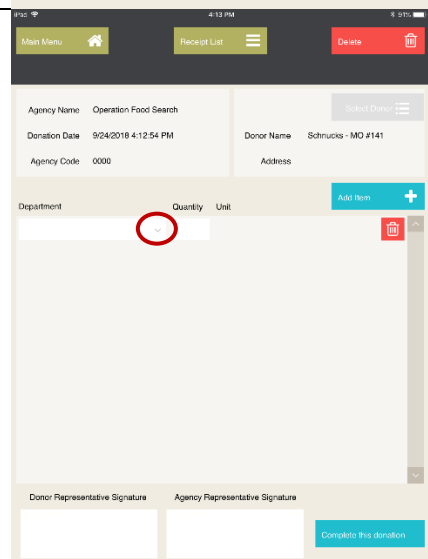 iPad 4:13 PM 91%
Main Menu Receipt List Delete
Select Donor
Agency Name Operation Food Search
Donation Date 9/24/2018 4:12:54 PM Donor Name Schnucks - MO #141
Agency Code 0000 Address
Add Item
Department Quantity Unit
Donor Representative Signature Agency Representative Signature
Complete this donation